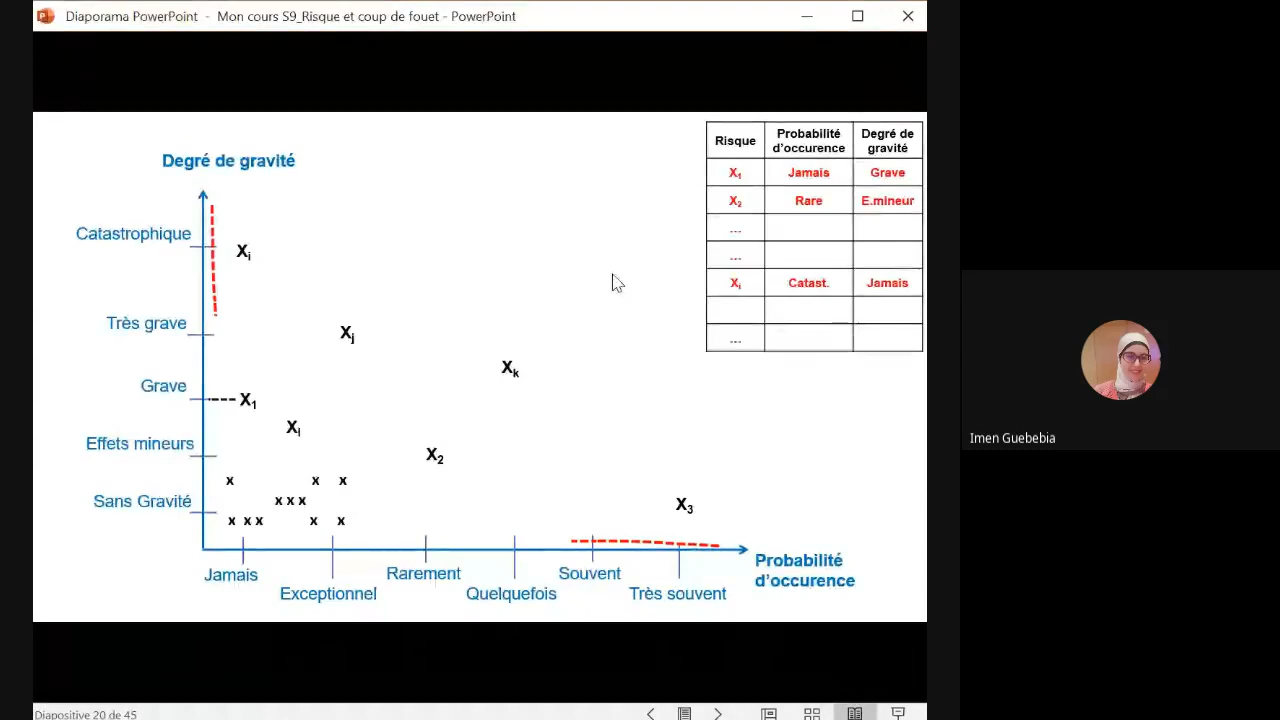 Diaporama PowerPoint - Mon cours S9_Risque et coup de fouet - PowerPoint
Degré de gravité
Catastrophique
Très grave
Grave
Effets mineurs
Sans Gravité
Xi
Xj
Xk
X1
Xi
X2
X3
x x x
x x x
x x x x x
Jamais
Exceptionnel
Rarement
Quelquefois
Souvent
Très souvent
Probabilité
d'occurence
Risque Probabilité d'occurence Degré de gravité
X1 Jamais Grave
X2 Rare E.mineur
...
...
Xi Catast. Jamais
...
Imen Guebebia
Diapositive 20 de 45